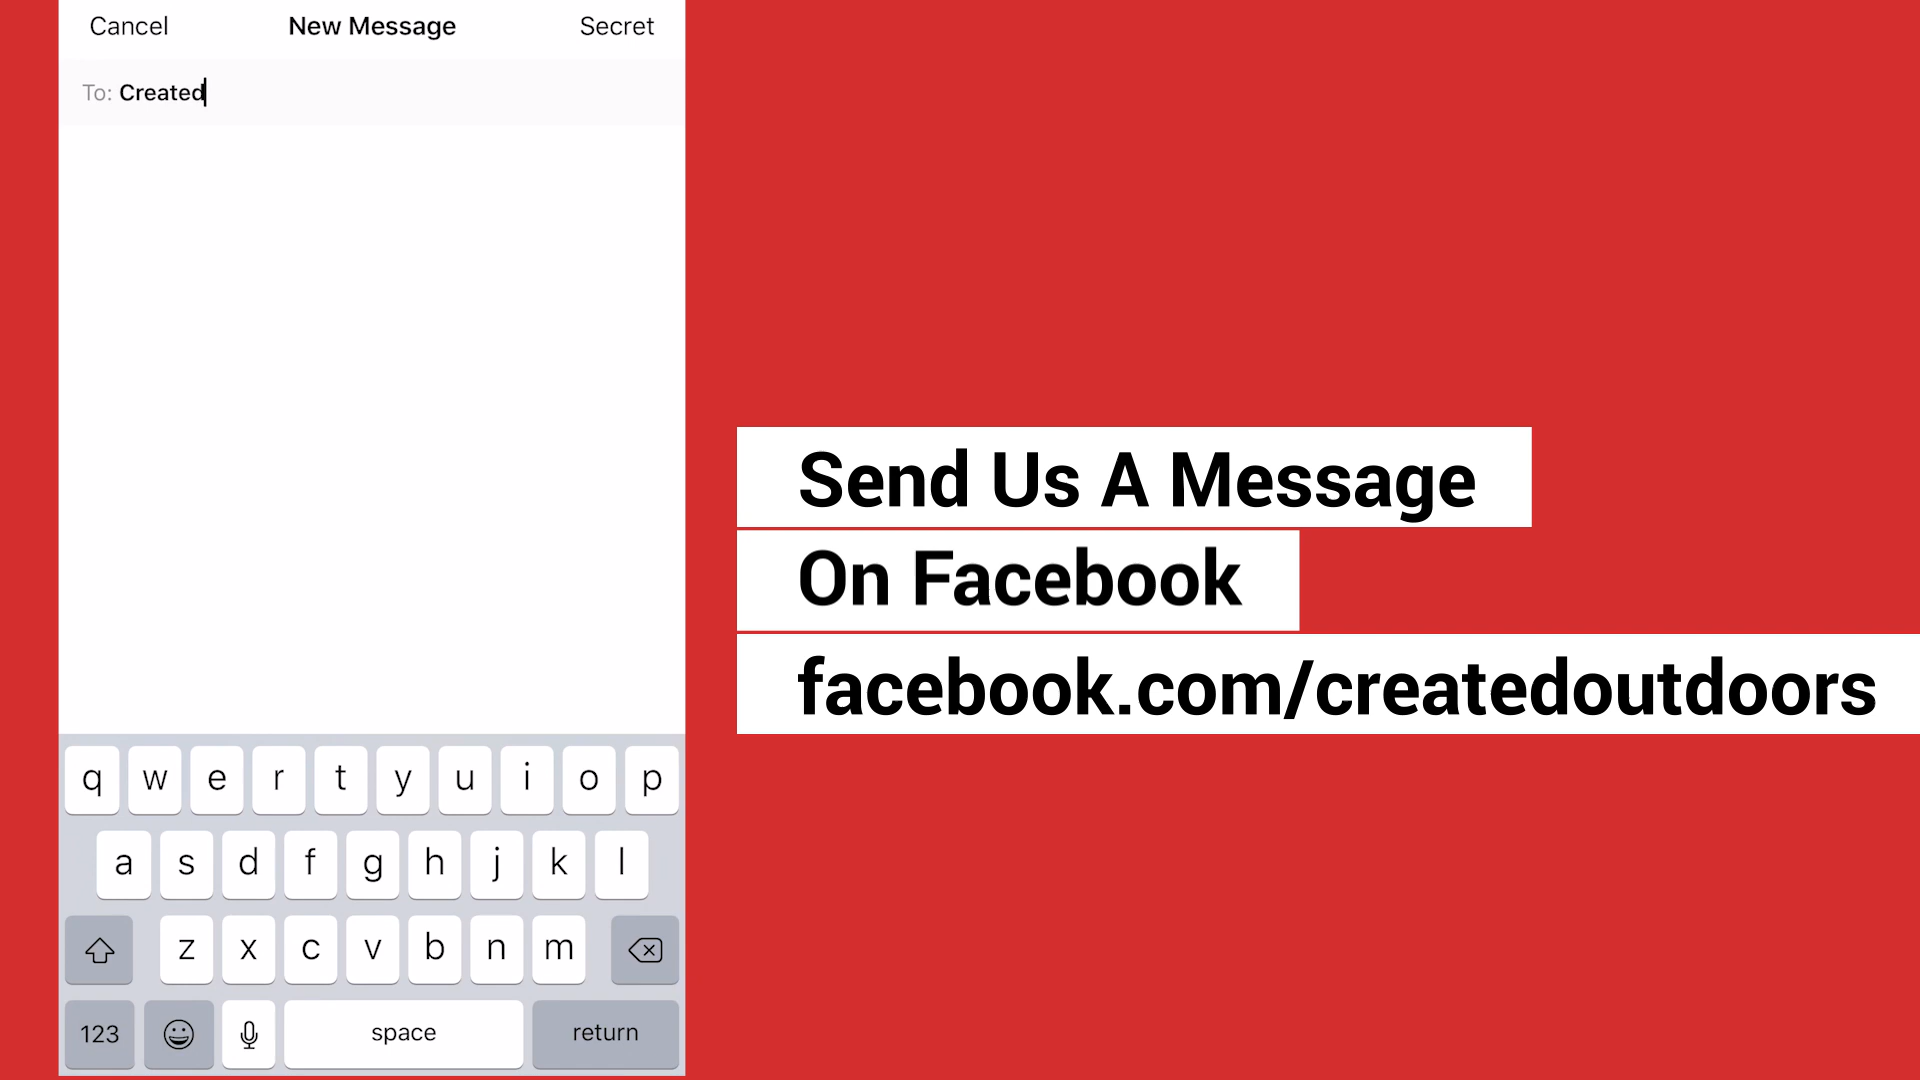 Cancel New Message Secret
To: Created
Send Us A Message
On Facebook
facebook.com/createdoutdoors
q w e r t y u i o p
a s d f g h j k l
z x c v b n m
123 space return